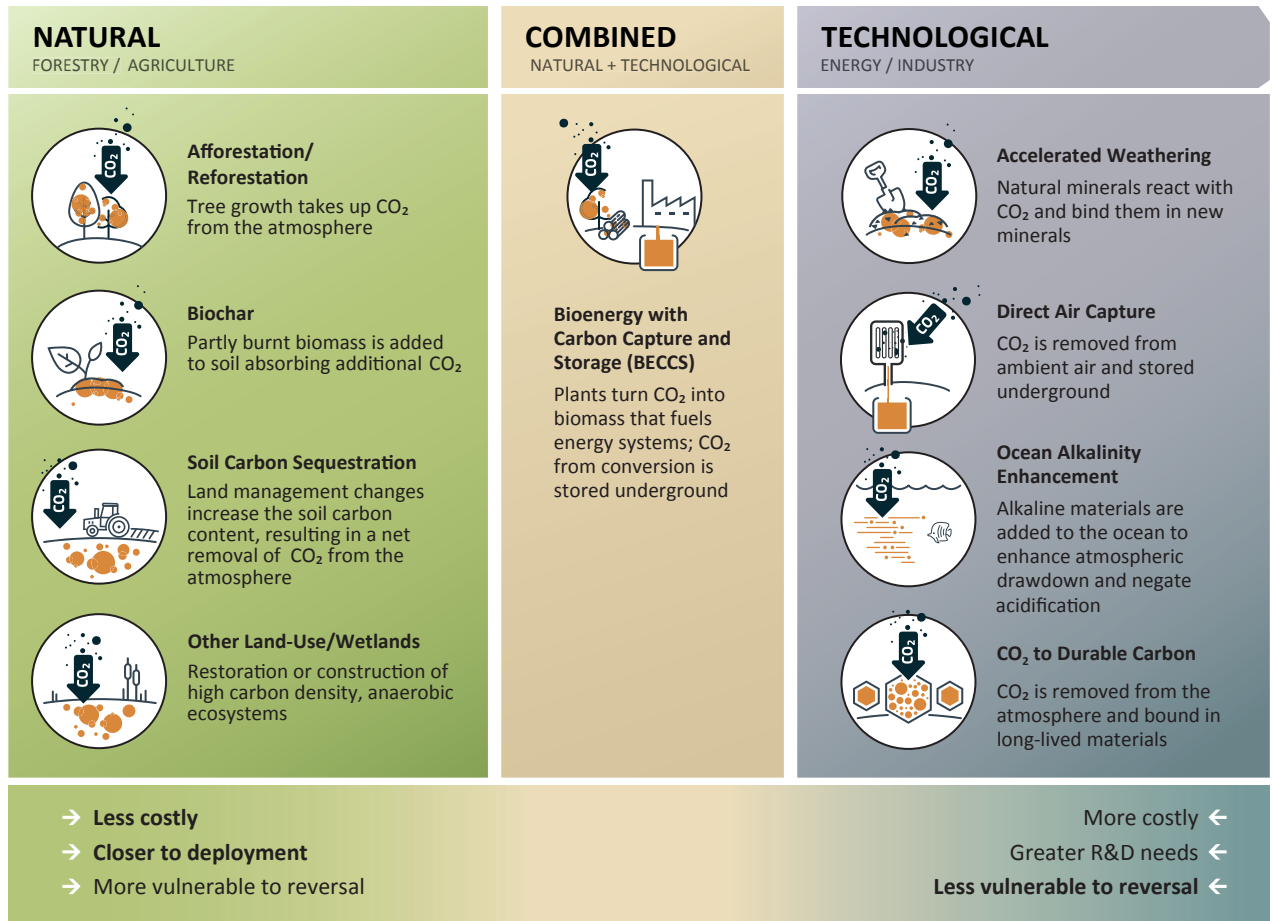 NATURAL
FORESTRY / AGRICULTURE
CO₂
Afforestation/
Reforestation
Tree growth takes up CO₂
from the atmosphere
CO₂
Biochar
Partly burnt biomass is added
to soil absorbing additional CO₂
CO₂
Soil Carbon Sequestration
Land management changes
increase the soil carbon
content, resulting in a net
removal of CO₂ from the
atmosphere
CO₂
Other Land-Use/Wetlands
Restoration or construction of
high carbon density, anaerobic
ecosystems
COMBINED
NATURAL + TECHNOLOGICAL
CO₂
Bioenergy with
Carbon Capture and
Storage (BECCS)
Plants turn CO₂ into
biomass that fuels
energy systems; CO₂
from conversion is
stored underground
TECHNOLOGICAL
ENERGY / INDUSTRY
CO₂
Accelerated Weathering
Natural minerals react with
CO₂ and bind them in new
minerals
CO₂
Direct Air Capture
CO₂ is removed from
ambient air and stored
underground
CO₂
Ocean Alkalinity
Enhancement
Alkaline materials are
added to the ocean to
enhance atmospheric
drawdown and negate
acidification
CO₂
CO₂ to Durable Carbon
CO₂ is removed from the
atmosphere and bound in
long-lived materials
→ Less costly
→ Closer to deployment
→ More vulnerable to reversal
More costly ←
Greater R&D needs ←
Less vulnerable to reversal ←